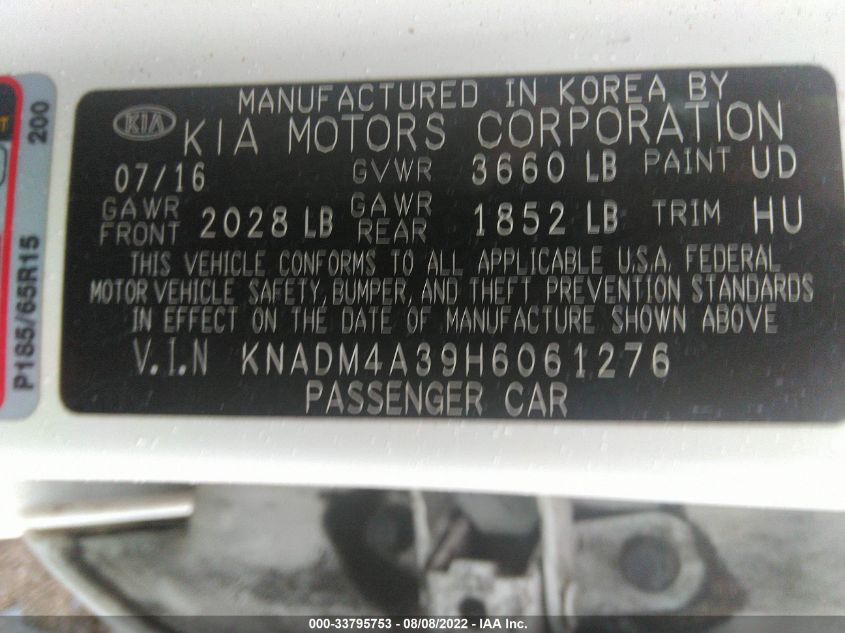 MANUFACTURED IN KOREA BY
KIA KIA MOTORS CORPORATION
07/16 GVWR 3660 LB PAINT UD
GAWR FRONT 2028 LB GAWR REAR 1852 LB TRIM HU
THIS VEHICLE CONFORMS TO ALL APPLICABLE U.S.A. FEDERAL
MOTOR VEHICLE SAFETY, BUMPER, AND THEFT PREVENTION STANDARDS
IN EFFECT ON THE DATE OF MANUFACTURE SHOWN ABOVE
V.I.N KNADM4A39H6061276
PASSENGER CAR
P185/65R15 200
000-33795753 - 08/08/2022 - IAA Inc.